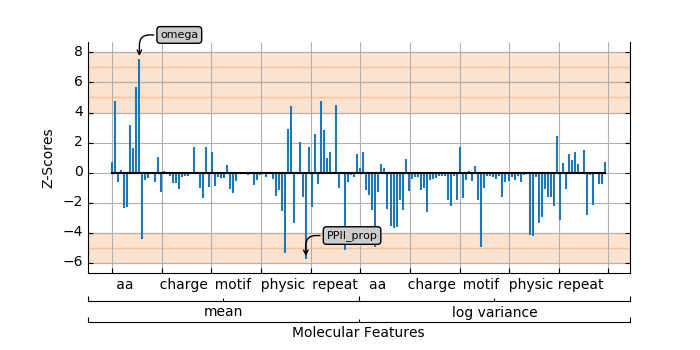 omega
8
6
4
2
0
−2
−4
−6
Z-Scores
PPII_prop
aa charge motif physic repeat aa charge motif physic repeat
mean log variance
Molecular Features